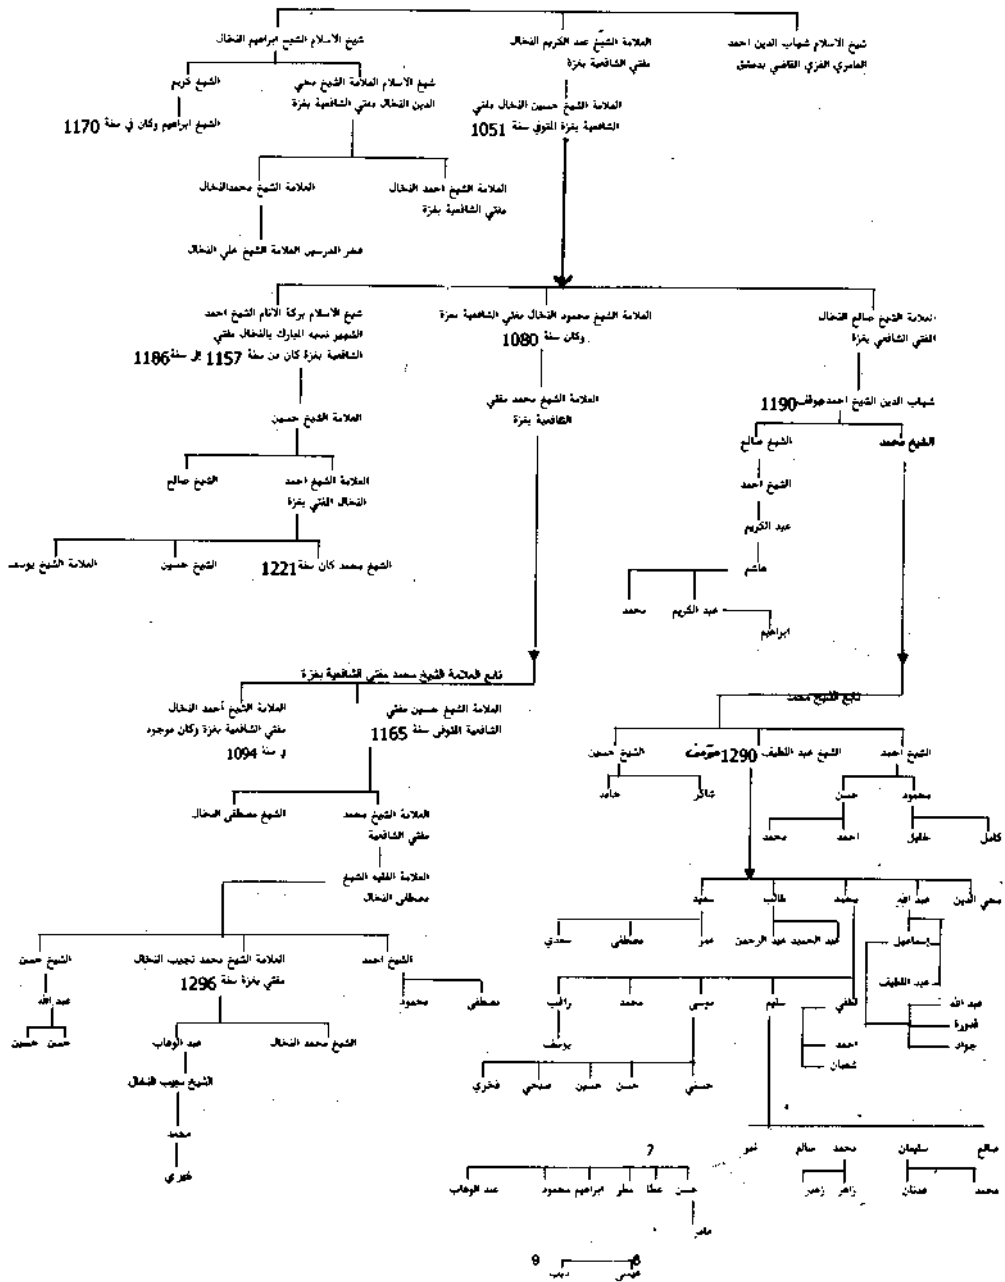 شيخ الاسلام شهاب الدين احمد
العامري الغزي القاضي بدمشق
العلامة الشيخ عبد الكريم النخال
مفتي الشافعية بغزة
شيخ الاسلام الشيخ ابراهيم النخال
العلامة الشيخ حسين النخال مفتي
الشافعية بغزة المتوفى سنة 1051
شيخ الاسلام العلامة الشيخ محي
الدين النخال مفتي الشافعية بغزة
الشيخ كريم
الشيخ ابراهيم وكان في سنة 1170
العلامة الشيخ احمد النخال
مفتي الشافعية بغزة
العلامة الشيخ محمد النخال
العلامة الشيخ علي النخال
العلامة الشيخ صالح النخال
المفتي الشافعي بغزة
العلامة الشيخ محمود النخال مفتي الشافعية بغزة
وكان سنة 1080
شيخ الاسلام بركة الانام الشيخ احمد
الشافعية بغزة كان من سنة 1157 الى سنة 1186
شهاب الدين الشيخ احمد 1190
العلامة الشيخ محمد مفتي
الشافعية بغزة
العلامة الشيخ حسين
الشيخ محمد
الشيخ صالح
العلامة الشيخ احمد
النخال المفتي بغزة
الشيخ صالح
الشيخ احمد
عبد الكريم
الشيخ محمد كان سنة 1221
الشيخ حسين
العلامة الشيخ يوسف
هاشم
عبد الكريم
محمد
ابراهيم
تابع العلامة الشيخ محمد مفتي الشافعية بغزة
تابع الشيخ محمد
العلامة الشيخ حسين مفتي
الشافعية المتوفى سنة 1165
العلامة الشيخ أحمد النخال
مفتي الشافعية بغزة وكان موجود
في سنة 1094
الشيخ احمد
الشيخ عبد اللطيف 1290
الشيخ حسين
محمود
حسن
شاكر
حامد
العلامة الشيخ محمد
مفتي الشافعية
الشيخ مصطفى النخال
كامل
خليل
احمد
محمد
العلامة الفقيه الشيخ
مصطفى النخال
محي الدين
عبد الله
محمد
طالب
سعيد
اسماعيل
عبد الحميد
عبد الرحمن
عمر
مصطفى
سعدي
الشيخ احمد
العلامة الشيخ محمد نجيب النخال
مفتي بغزة سنة 1296
الشيخ حسن
عبد اللطيف
مصطفى
محمود
عبد الله
لطفي
سليم
موسى
محمد
راغب
عبد الله
قدورة
جواد
احمد
شعبان
يوسف
الشيخ محمد النخال
عبد الوهاب
حسن
حسين
حسني
حسن
حسين
صبحي
فخري
الشيخ نجيب النخال
محمد
خيري
صالح
سليمان
محمد
سالم
نمر
محمد
عدنان
زاهر
زهير
7
حسن
عطا
مطر
ابراهيم
محمود
عبد الوهاب
ماهر
8
9
عيسى
ديب